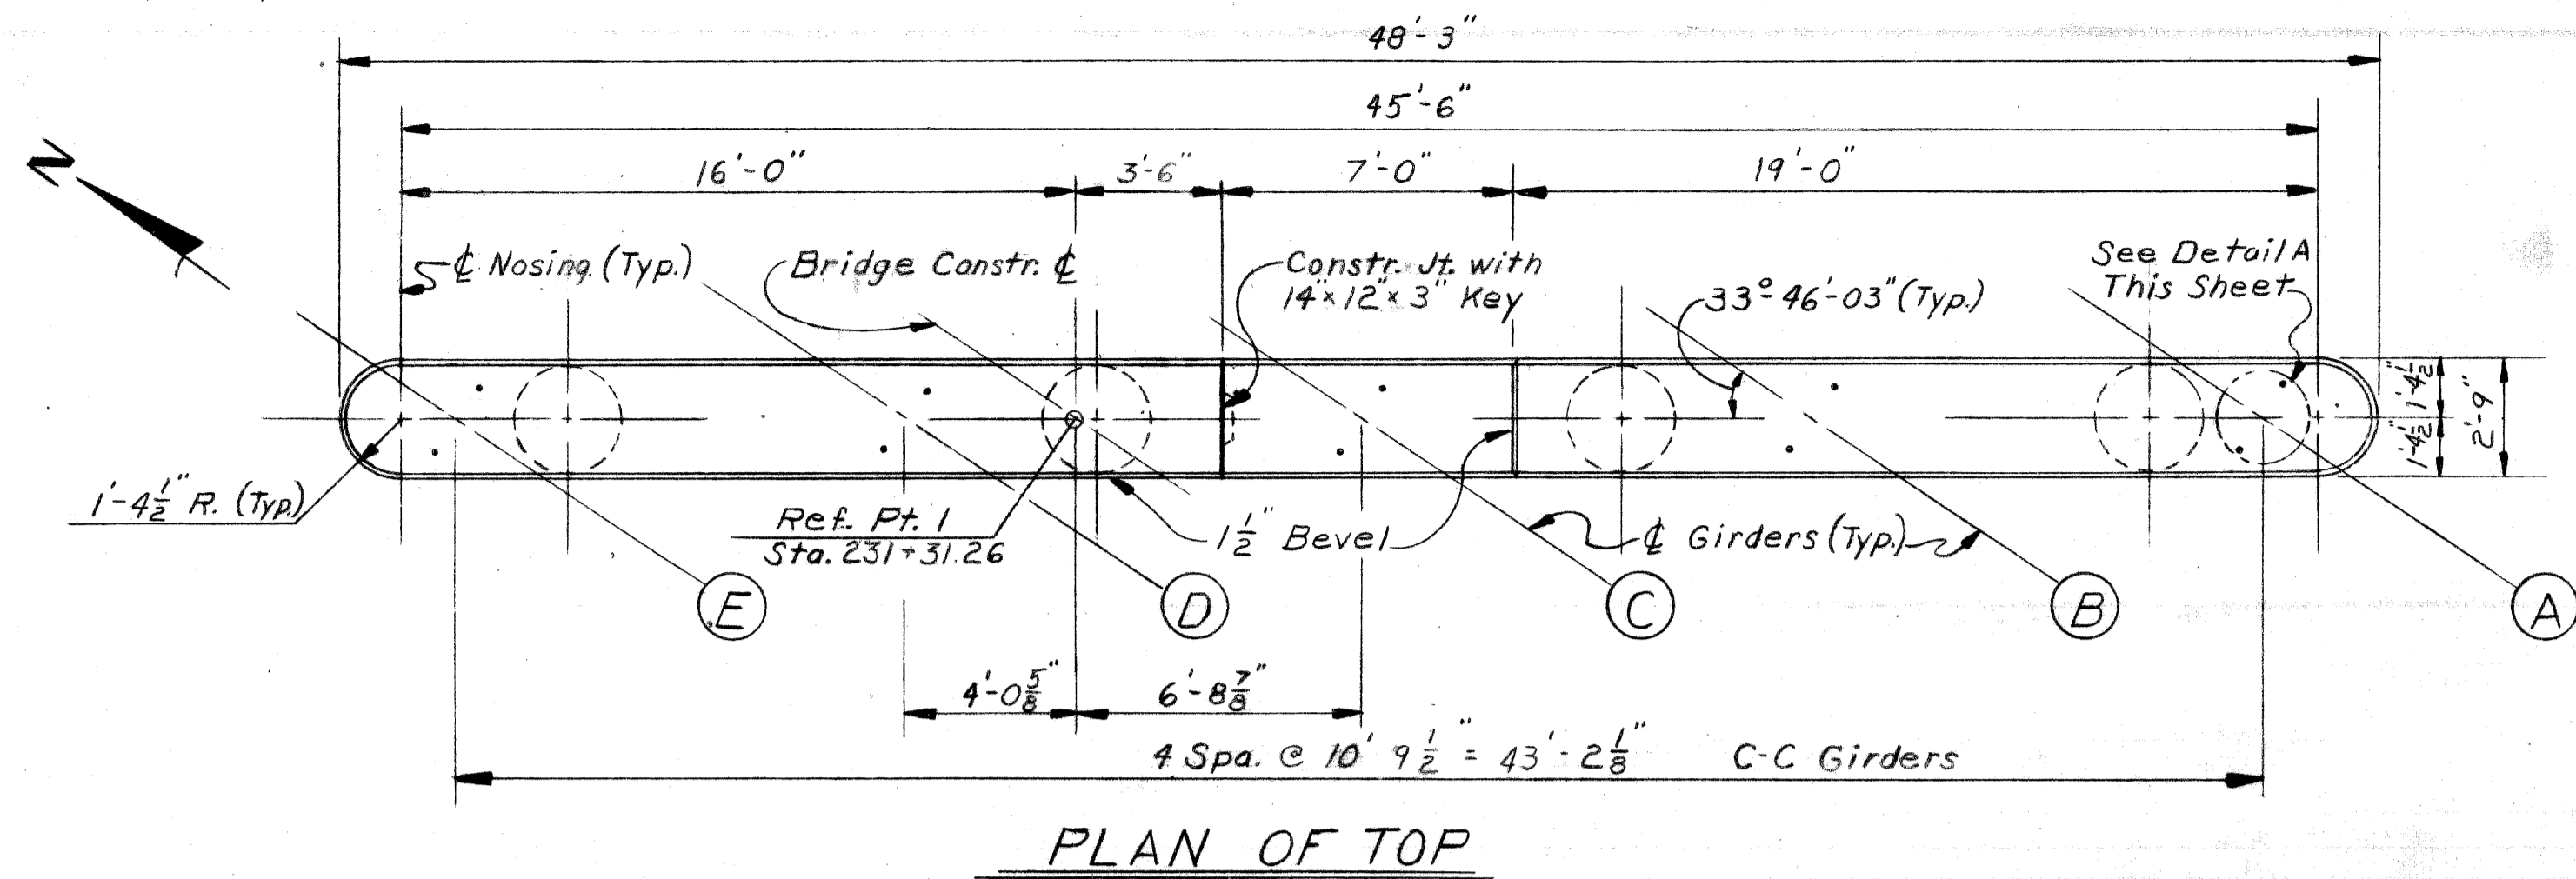 48'-3"
45'-6"
16'-0"
3'-6"
7'-0"
19'-0"
N
℄ Nosing (Typ.)
Bridge Constr. ℄
Constr. Jt. with
14"x12"x3" Key
33°-46'-03" (Typ.)
See Detail A
This Sheet
1'-4½"
1'-4½"
2'-9"
1'-4½" R. (Typ.)
Ref. Pt. 1
Sta. 231+31.26
1½" Bevel
℄ Girders (Typ.)
E
D
C
B
A
4'-0⅝"
6'-8⅞"
4 Spa. @ 10' 9½" = 43'-2⅛" C-C Girders
PLAN OF TOP